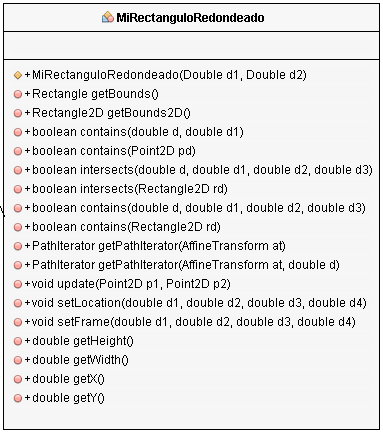 MiRectanguloRedondeado
+MiRectanguloRedondeado(Double d1, Double d2)
+Rectangle getBounds()
+Rectangle2D getBounds2D()
+boolean contains(double d, double d1)
+boolean contains(Point2D pd)
+boolean intersects(double d, double d1, double d2, double d3)
+boolean intersects(Rectangle2D rd)
+boolean contains(double d, double d1, double d2, double d3)
+boolean contains(Rectangle2D rd)
+PathIterator getPathIterator(AffineTransform at)
+PathIterator getPathIterator(AffineTransform at, double d)
+void update(Point2D p1, Point2D p2)
+void setLocation(double d1, double d2, double d3, double d4)
+void setFrame(double d1, double d2, double d3, double d4)
+double getHeight()
+double getWidth()
+double getX()
+double getY()